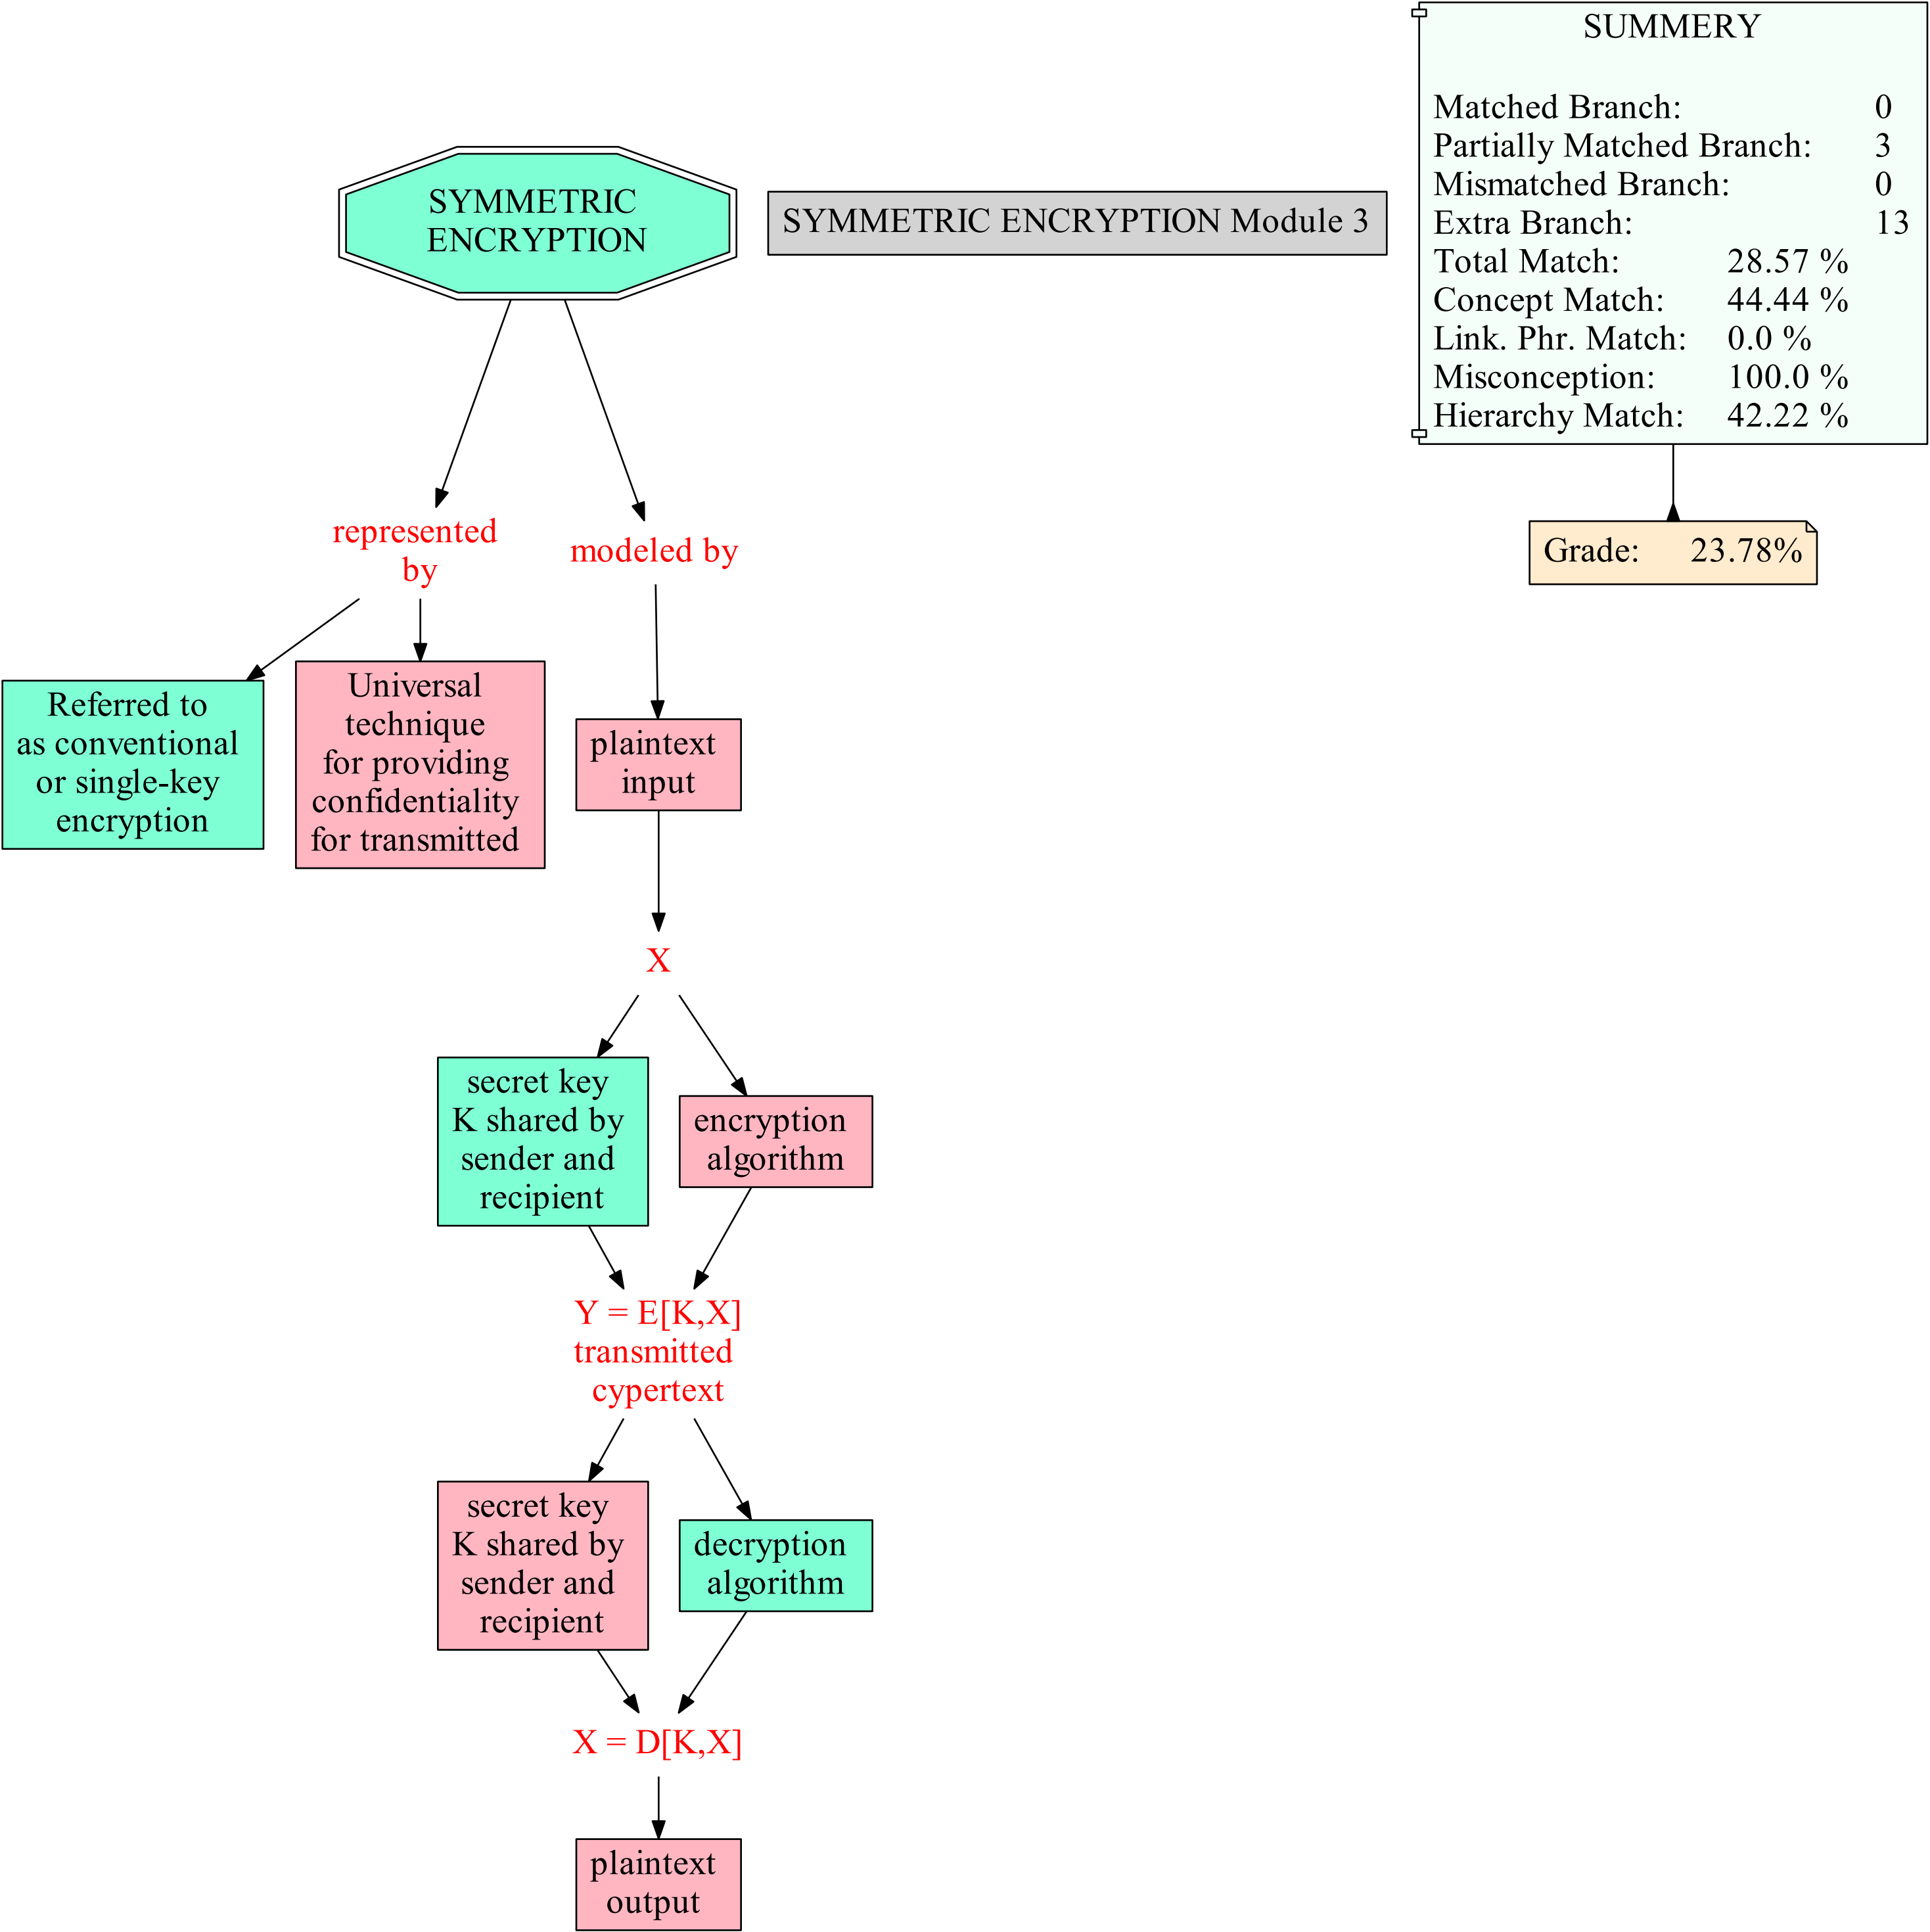 SYMMETRIC
ENCRYPTION
SYMMETRIC ENCRYPTION Module 3
SUMMERY
Matched Branch: 0
Partially Matched Branch: 3
Mismatched Branch: 0
Extra Branch: 13
Total Match: 28.57 %
Concept Match: 44.44 %
Link. Phr. Match: 0.0 %
Misconception: 100.0 %
Hierarchy Match: 42.22 %
Grade: 23.78%
represented
by
modeled by
Referred to
as conventional
or single-key
encryption
Universal
technique
for providing
confidentiality
for transmitted
plaintext
input
X
secret key
K shared by
sender and
recipient
encryption
algorithm
Y = E[K,X]
transmitted
cypertext
secret key
K shared by
sender and
recipient
decryption
algorithm
X = D[K,X]
plaintext
output